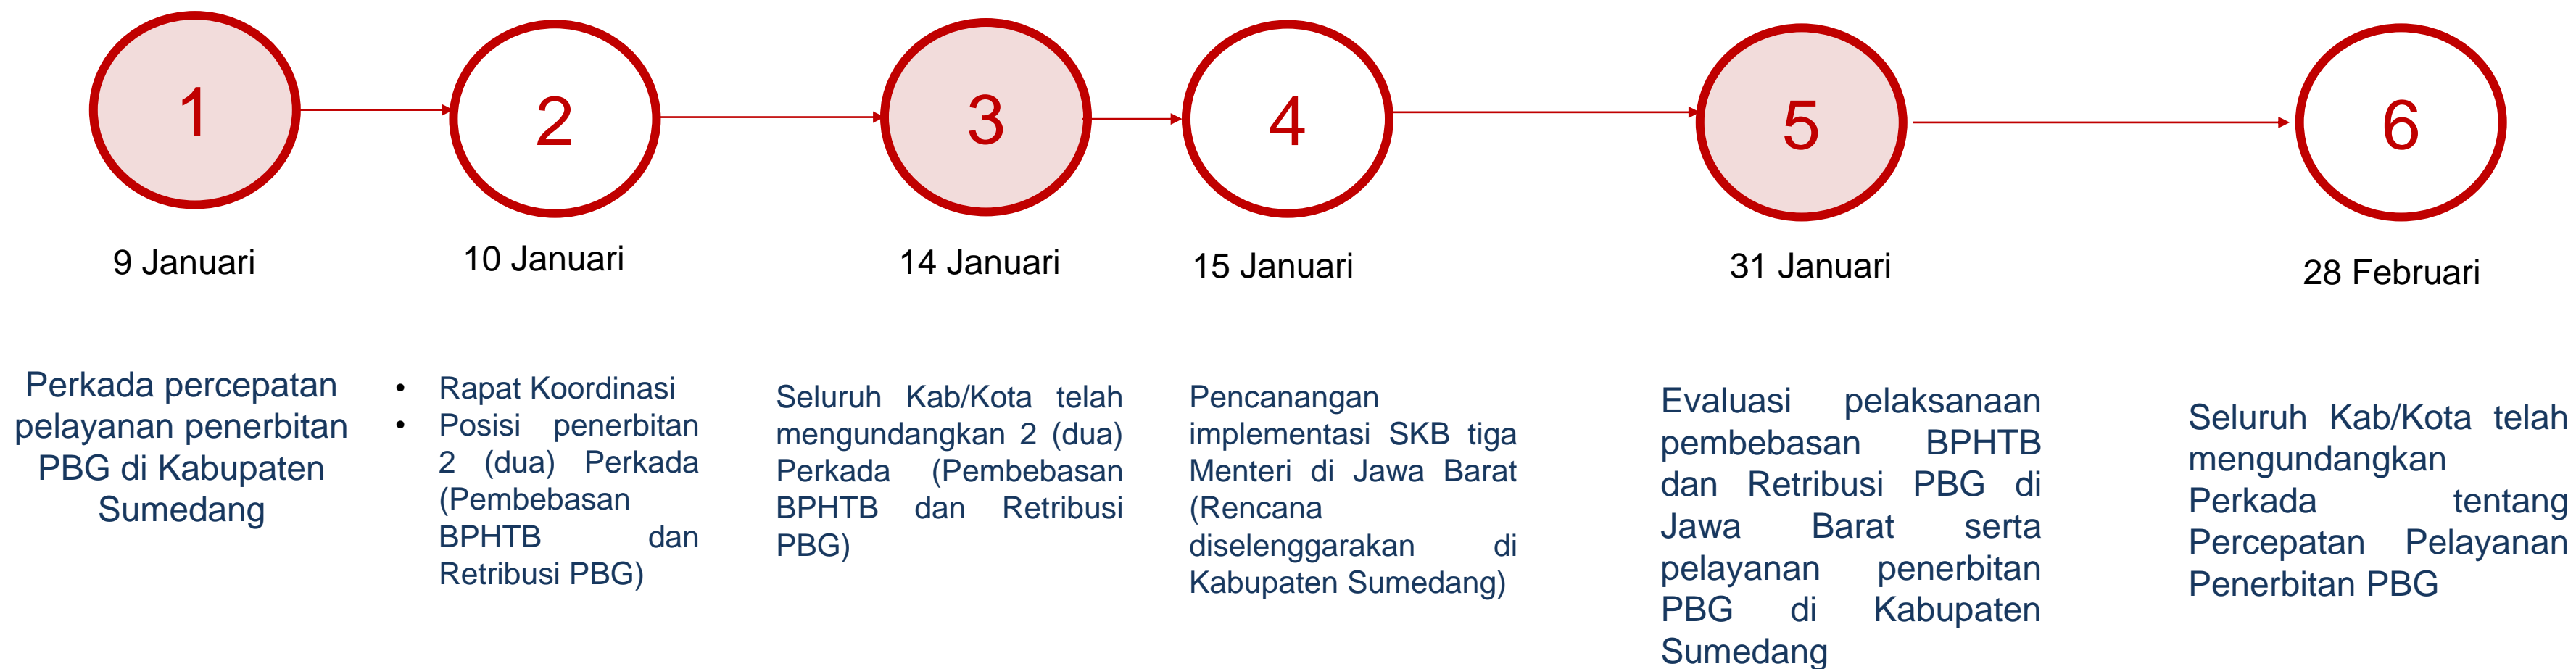 1
2
3
4
5
6
9 Januari
10 Januari
14 Januari
15 Januari
31 Januari
28 Februari
Perkada percepatan
pelayanan penerbitan
PBG di Kabupaten
Sumedang
• Rapat Koordinasi
• Posisi penerbitan
2 (dua) Perkada
(Pembebasan
BPHTB dan
Retribusi PBG)
Seluruh Kab/Kota telah
mengundangkan 2 (dua)
Perkada (Pembebasan
BPHTB dan Retribusi
PBG)
Pencanangan
implementasi SKB tiga
Menteri di Jawa Barat
(Rencana
diselenggarakan di
Kabupaten Sumedang)
Evaluasi pelaksanaan
pembebasan BPHTB
dan Retribusi PBG di
Jawa Barat serta
pelayanan penerbitan
PBG di Kabupaten
Sumedang
Seluruh Kab/Kota telah
mengundangkan
Perkada tentang
Percepatan Pelayanan
Penerbitan PBG